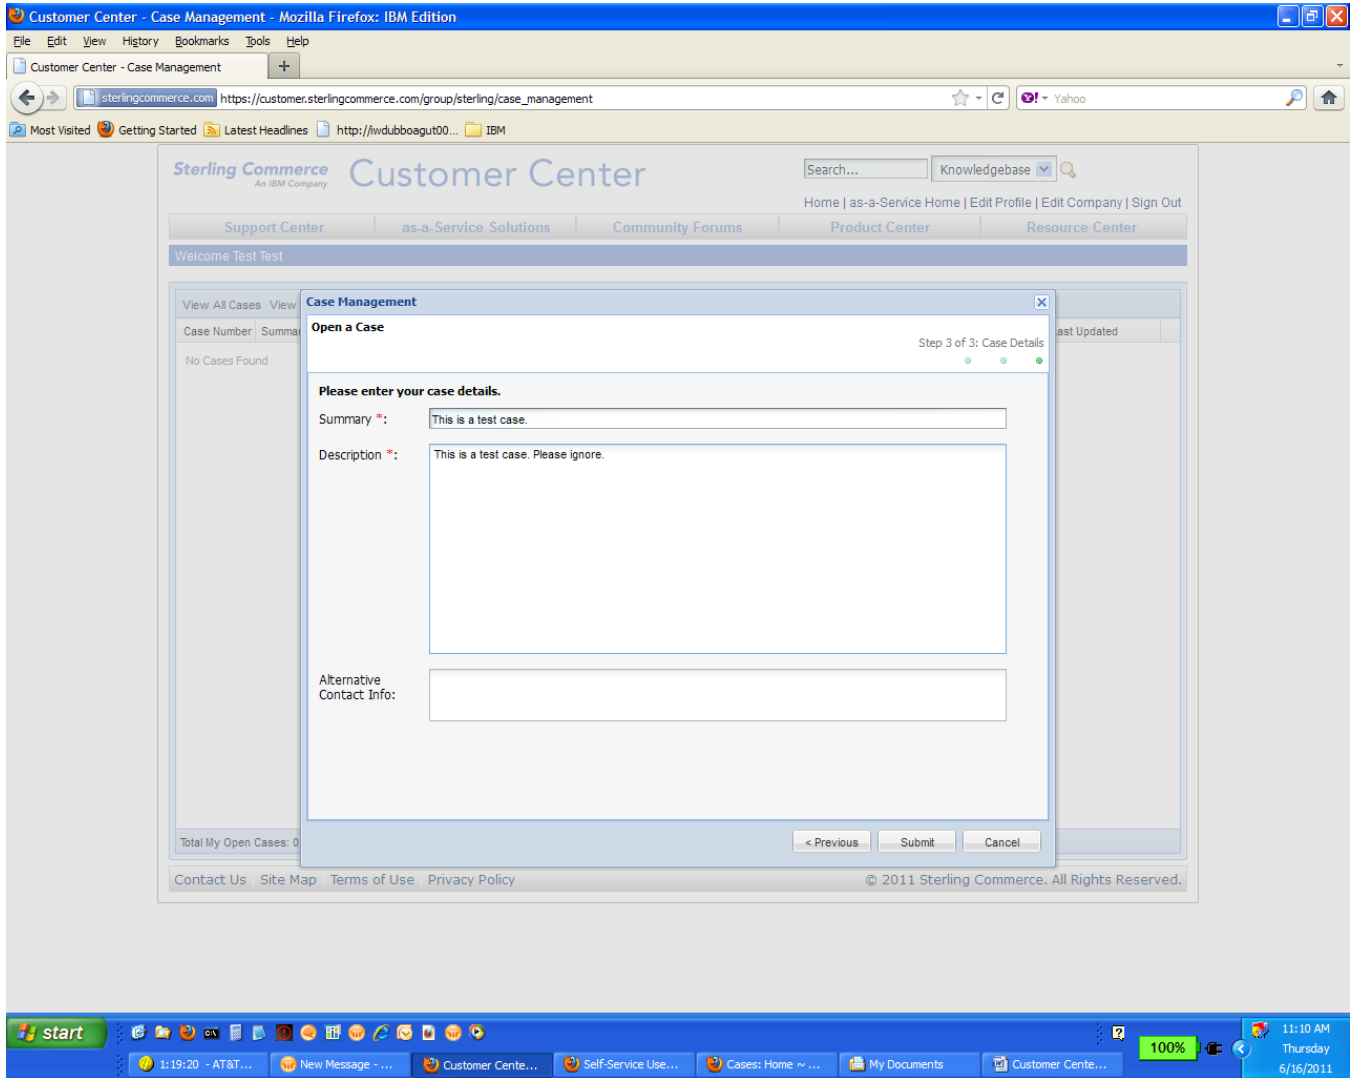 Customer Center - Case Management - Mozilla Firefox: IBM Edition
File Edit View History Bookmarks Tools Help
Customer Center - Case Management +
sterlingcommerce.com https://customer.sterlingcommerce.com/group/sterling/case_management Yahoo
Most Visited Getting Started Latest Headlines http://iwdubboagut00... IBM
Sterling Commerce
An IBM Company
Customer Center
Search... Knowledgebase
Home | as-a-Service Home | Edit Profile | Edit Company | Sign Out
Support Center as-a-Service Solutions Community Forums Product Center Resource Center
Welcome Test Test
View All Cases View
Case Management
Case Number Summar
Last Updated
Open a Case
Step 3 of 3: Case Details
No Cases Found
Please enter your case details.
Summary *: This is a test case.
Description *: This is a test case. Please ignore.
Alternative
Contact Info:
Total My Open Cases: 0
< Previous Submit Cancel
Contact Us Site Map Terms of Use Privacy Policy © 2011 Sterling Commerce. All Rights Reserved.
start
100%
11:10 AM
Thursday
6/16/2011
1:19:20 - AT&T... New Message - ... Customer Cente... Self-Service Use... Cases: Home ~ ... My Documents Customer Cente...